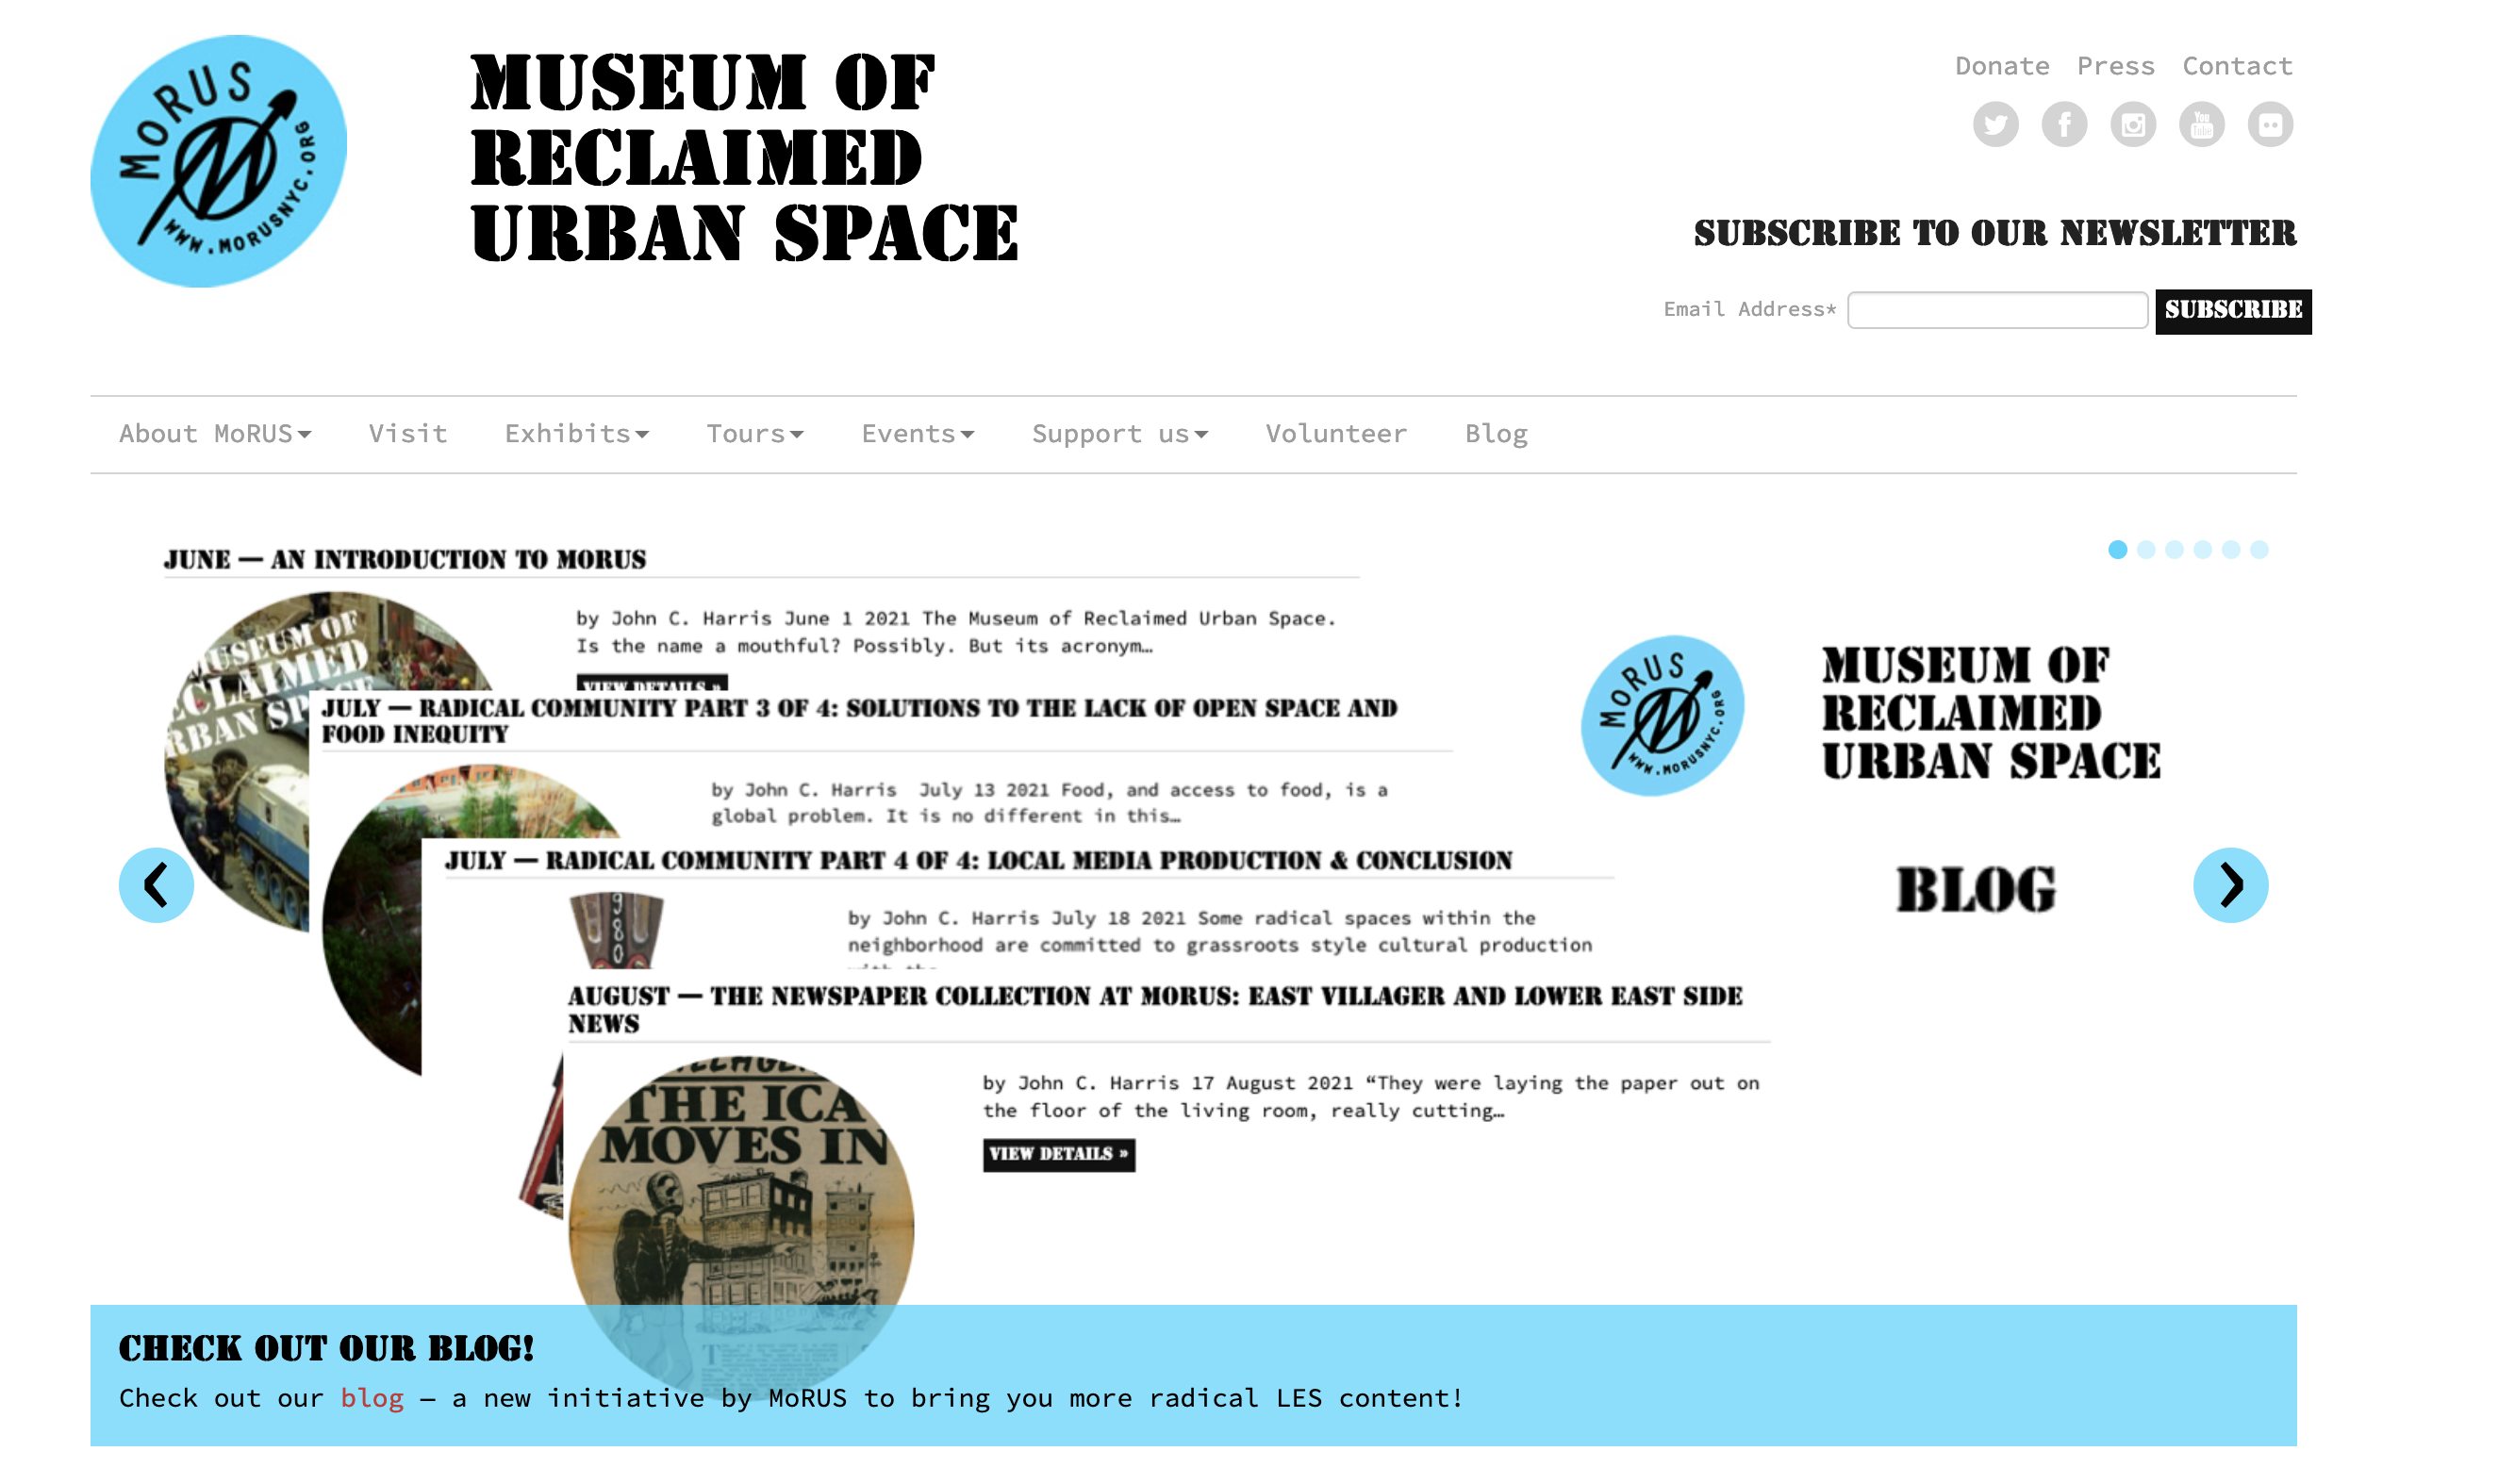 MORUS
WWW.MORUSNYC.ORG
MUSEUM OF
RECLAIMED
URBAN SPACE
Donate Press Contact
You
Tube
SUBSCRIBE TO OUR NEWSLETTER
Email Address* SUBSCRIBE
About MoRUS Visit Exhibits Tours Events Support us Volunteer Blog
JUNE — AN INTRODUCTION TO MORUS
MUSEUM OF
RECLAIMED
URBAN SPACE
by John C. Harris June 1 2021 The Museum of Reclaimed Urban Space.
Is the name a mouthful? Possibly. But its acronym…
VIEW DETAILS »
JULY — RADICAL COMMUNITY PART 3 OF 4: SOLUTIONS TO THE LACK OF OPEN SPACE AND
FOOD INEQUITY
by John C. Harris July 13 2021 Food, and access to food, is a
global problem. It is no different in this…
JULY — RADICAL COMMUNITY PART 4 OF 4: LOCAL MEDIA PRODUCTION & CONCLUSION
by John C. Harris July 18 2021 Some radical spaces within the
neighborhood are committed to grassroots style cultural production
AUGUST — THE NEWSPAPER COLLECTION AT MORUS: EAST VILLAGER AND LOWER EAST SIDE
NEWS
THE ICA
MOVES IN
by John C. Harris 17 August 2021 “They were laying the paper out on
the floor of the living room, really cutting…
VIEW DETAILS »
MORUS
WWW.MORUSNYC.ORG
MUSEUM OF
RECLAIMED
URBAN SPACE
BLOG
CHECK OUT OUR BLOG!
Check out our blog – a new initiative by MoRUS to bring you more radical LES content!